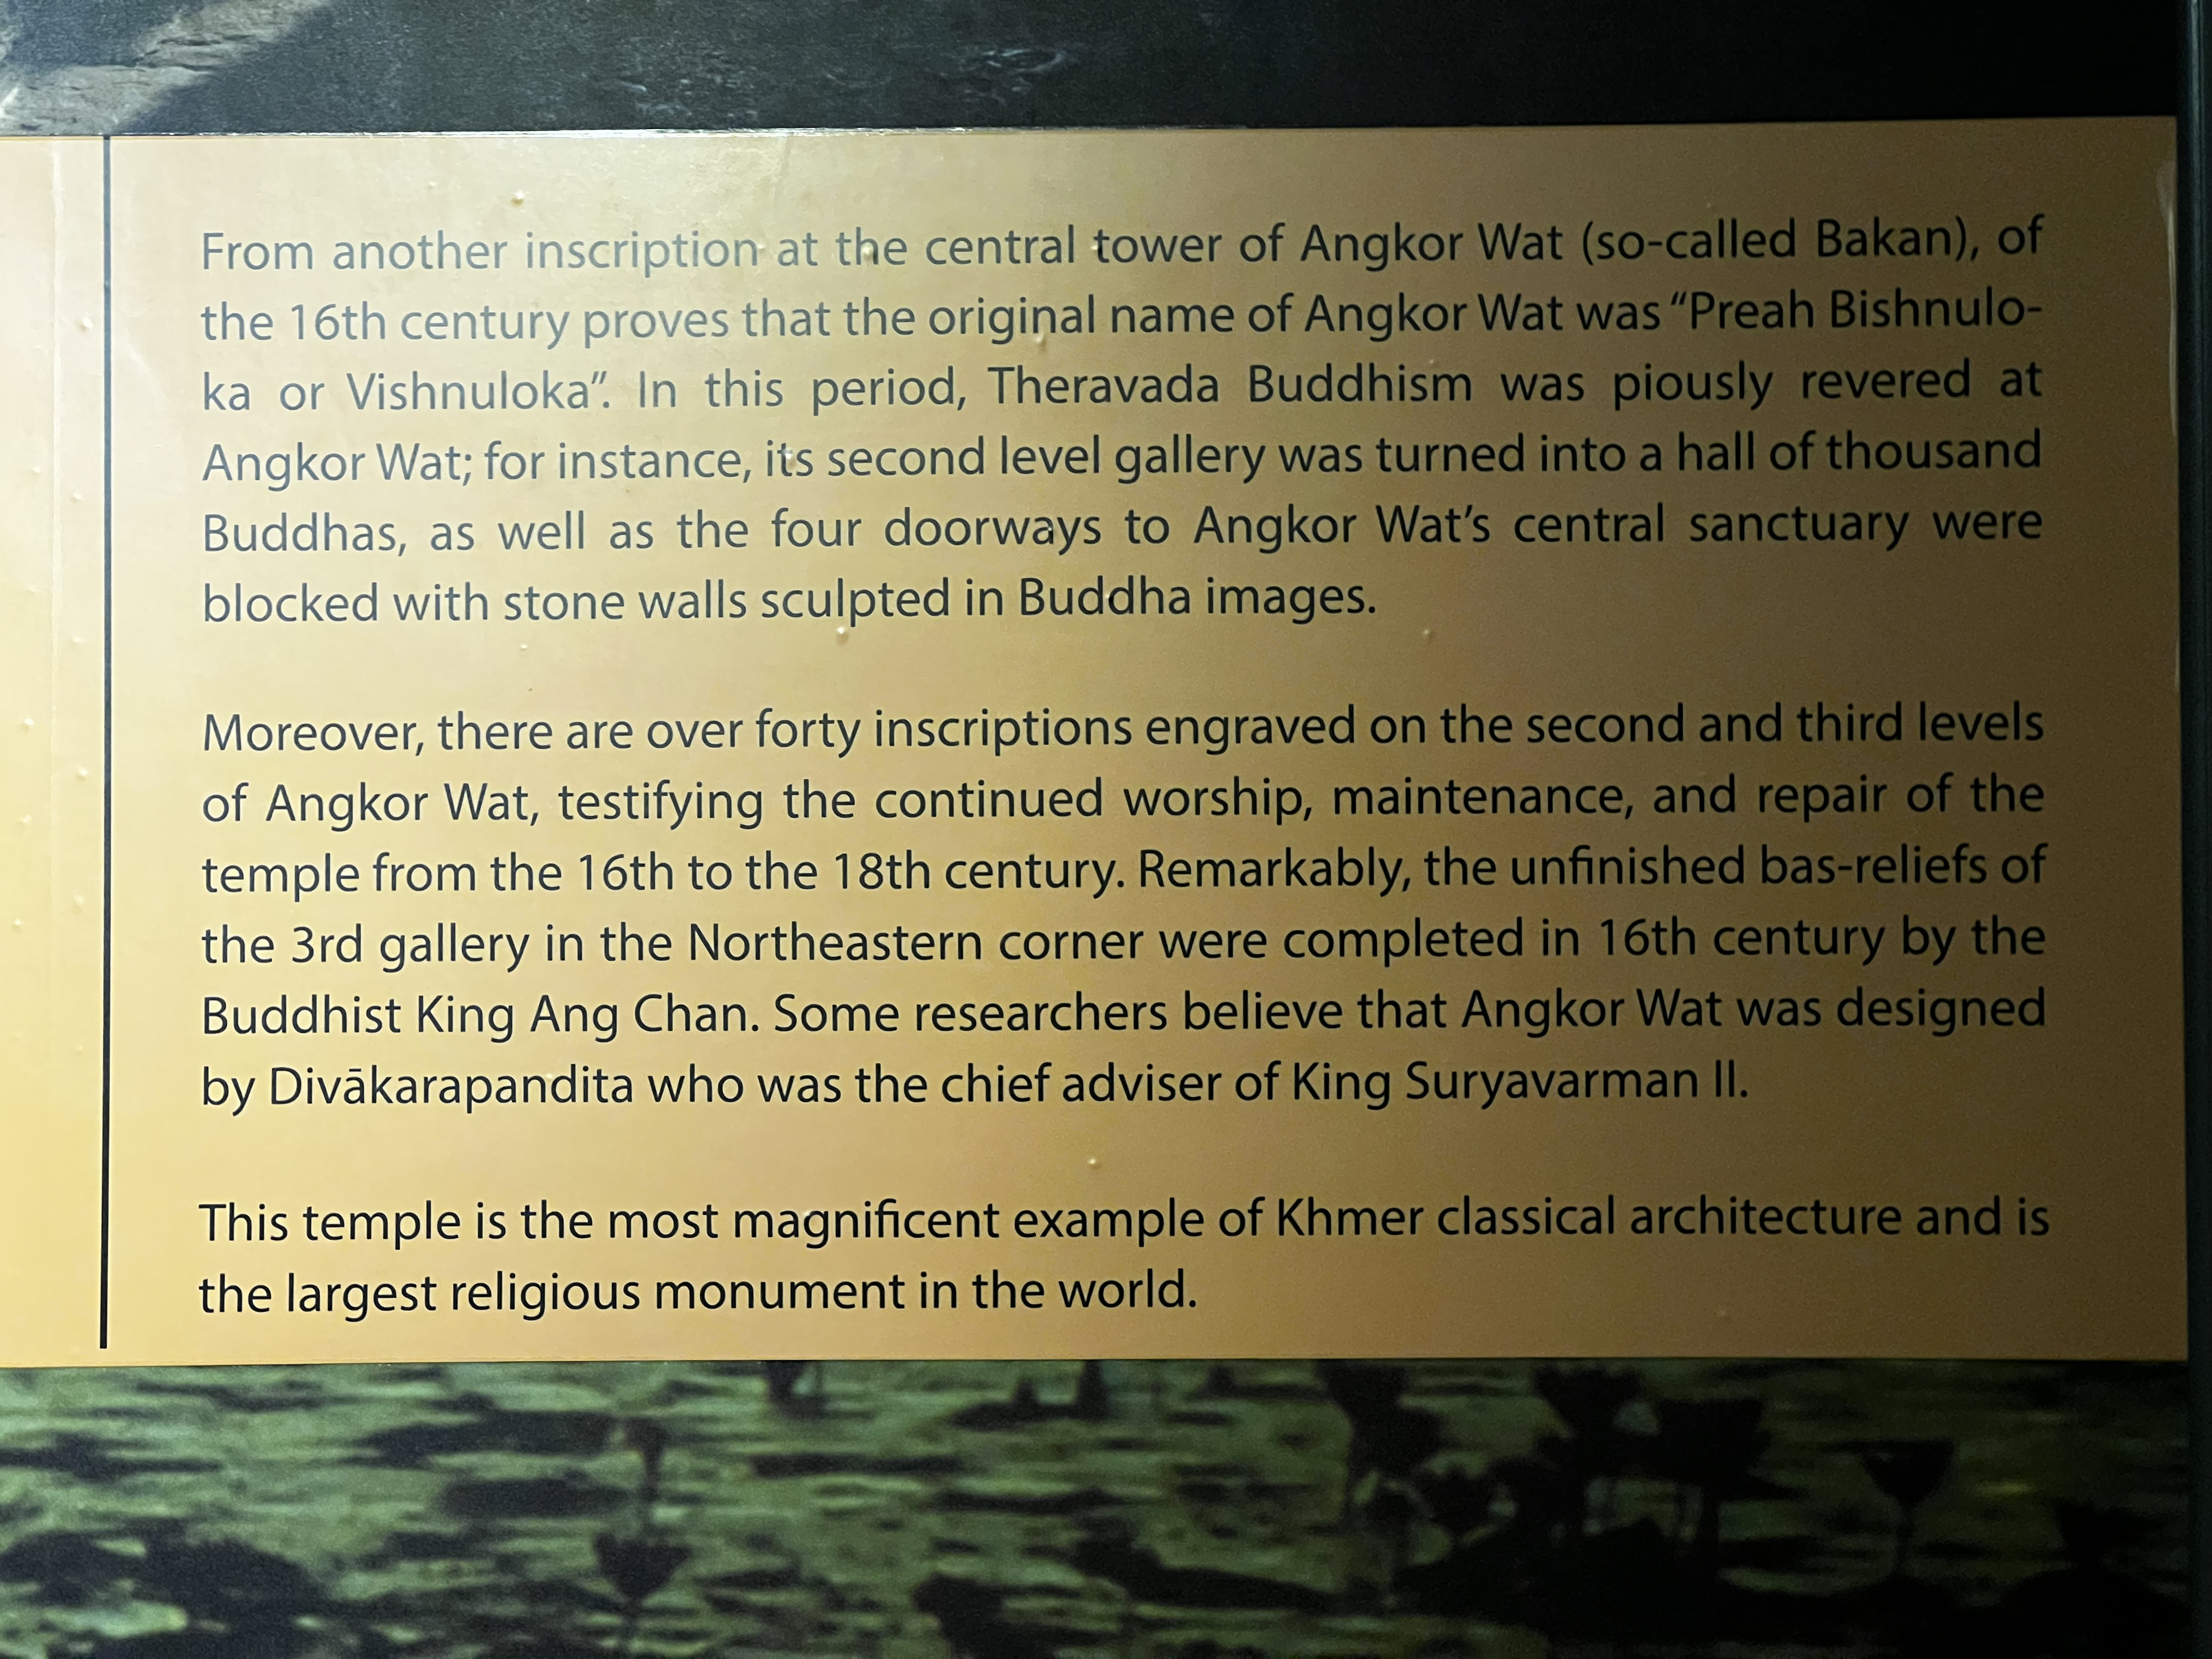 From another inscription at the central tower of Angkor Wat (so-called Bakan), of
the 16th century proves that the original name of Angkor Wat was “Preah Bishnulo-
ka or Vishnuloka”. In this period, Theravada Buddhism was piously revered at
Angkor Wat; for instance, its second level gallery was turned into a hall of thousand
Buddhas, as well as the four doorways to Angkor Wat’s central sanctuary were
blocked with stone walls sculpted in Buddha images.
Moreover, there are over forty inscriptions engraved on the second and third levels
of Angkor Wat, testifying the continued worship, maintenance, and repair of the
temple from the 16th to the 18th century. Remarkably, the unfinished bas-reliefs of
the 3rd gallery in the Northeastern corner were completed in 16th century by the
Buddhist King Ang Chan. Some researchers believe that Angkor Wat was designed
by Divākarapandita who was the chief adviser of King Suryavarman II.
This temple is the most magnificent example of Khmer classical architecture and is
the largest religious monument in the world.